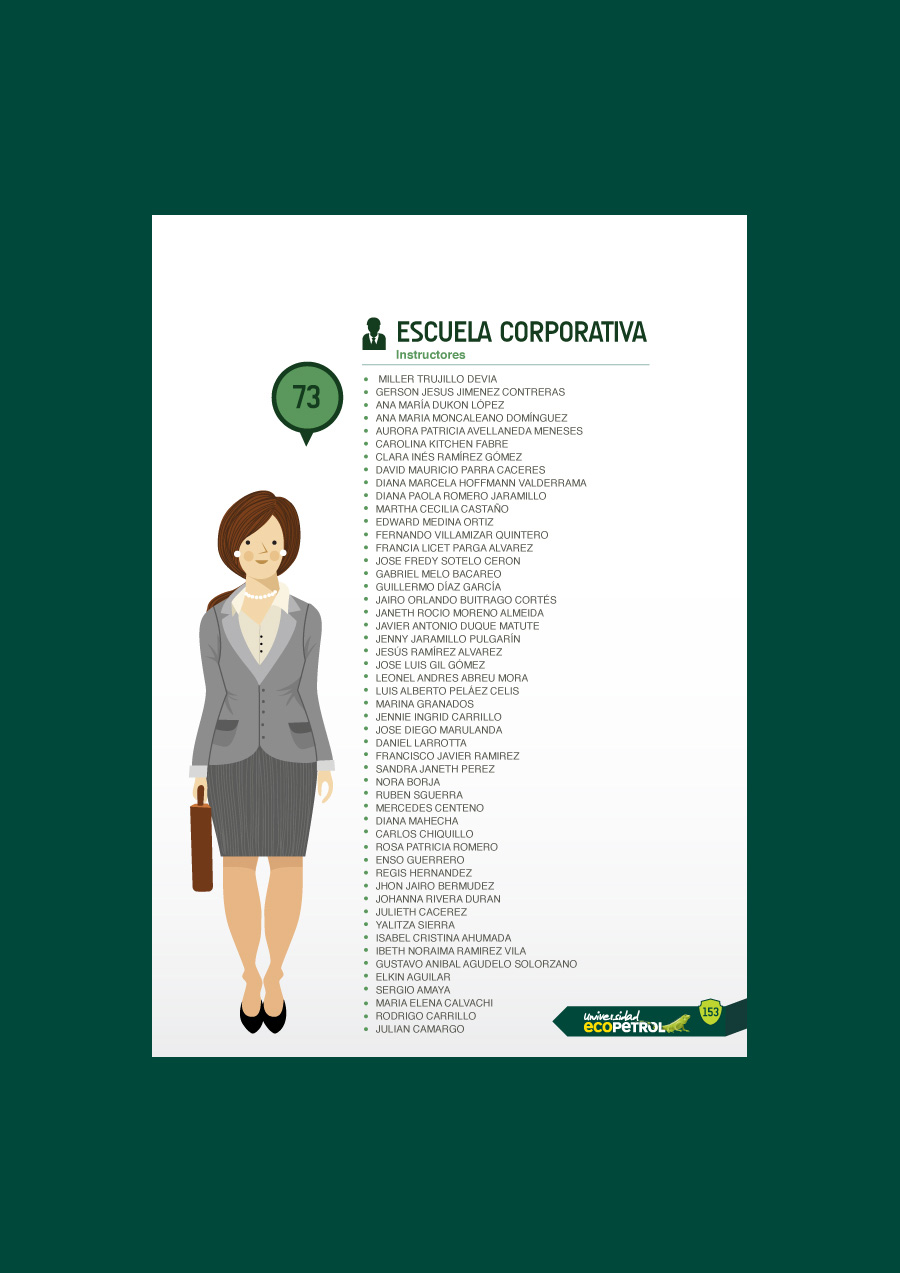 ESCUELA CORPORATIVA
Instructores
73
• MILLER TRUJILLO DEVIA
• GERSON JESUS JIMENEZ CONTRERAS
• ANA MARÍA DUKON LÓPEZ
• ANA MARIA MONCALEANO DOMÍNGUEZ
• AURORA PATRICIA AVELLANEDA MENESES
• CAROLINA KITCHEN FABRE
• CLARA INÉS RAMÍREZ GÓMEZ
• DAVID MAURICIO PARRA CACERES
• DIANA MARCELA HOFFMANN VALDERRAMA
• DIANA PAOLA ROMERO JARAMILLO
• MARTHA CECILIA CASTAÑO
• EDWARD MEDINA ORTIZ
• FERNANDO VILLAMIZAR QUINTERO
• FRANCIA LICET PARGA ALVAREZ
• JOSE FREDY SOTELO CERON
• GABRIEL MELO BACAREO
• GUILLERMO DÍAZ GARCÍA
• JAIRO ORLANDO BUITRAGO CORTÉS
• JANETH ROCIO MORENO ALMEIDA
• JAVIER ANTONIO DUQUE MATUTE
• JENNY JARAMILLO PULGARÍN
• JESÚS RAMÍREZ ALVAREZ
• JOSE LUIS GIL GÓMEZ
• LEONEL ANDRES ABREU MORA
• LUIS ALBERTO PELÁEZ CELIS
• MARINA GRANADOS
• JENNIE INGRID CARRILLO
• JOSE DIEGO MARULANDA
• DANIEL LARROTTA
• FRANCISCO JAVIER RAMIREZ
• SANDRA JANETH PEREZ
• NORA BORJA
• RUBEN SGUERRA
• MERCEDES CENTENO
• DIANA MAHECHA
• CARLOS CHIQUILLO
• ROSA PATRICIA ROMERO
• ENSO GUERRERO
• REGIS HERNANDEZ
• JHON JAIRO BERMUDEZ
• JOHANNA RIVERA DURAN
• JULIETH CACEREZ
• YALITZA SIERRA
• ISABEL CRISTINA AHUMADA
• IBETH NORAIMA RAMIREZ VILA
• GUSTAVO ANIBAL AGUDELO SOLORZANO
• ELKIN AGUILAR
• SERGIO AMAYA
• MARIA ELENA CALVACHI
• RODRIGO CARRILLO
• JULIAN CAMARGO
universidad
ECOPETROL
153